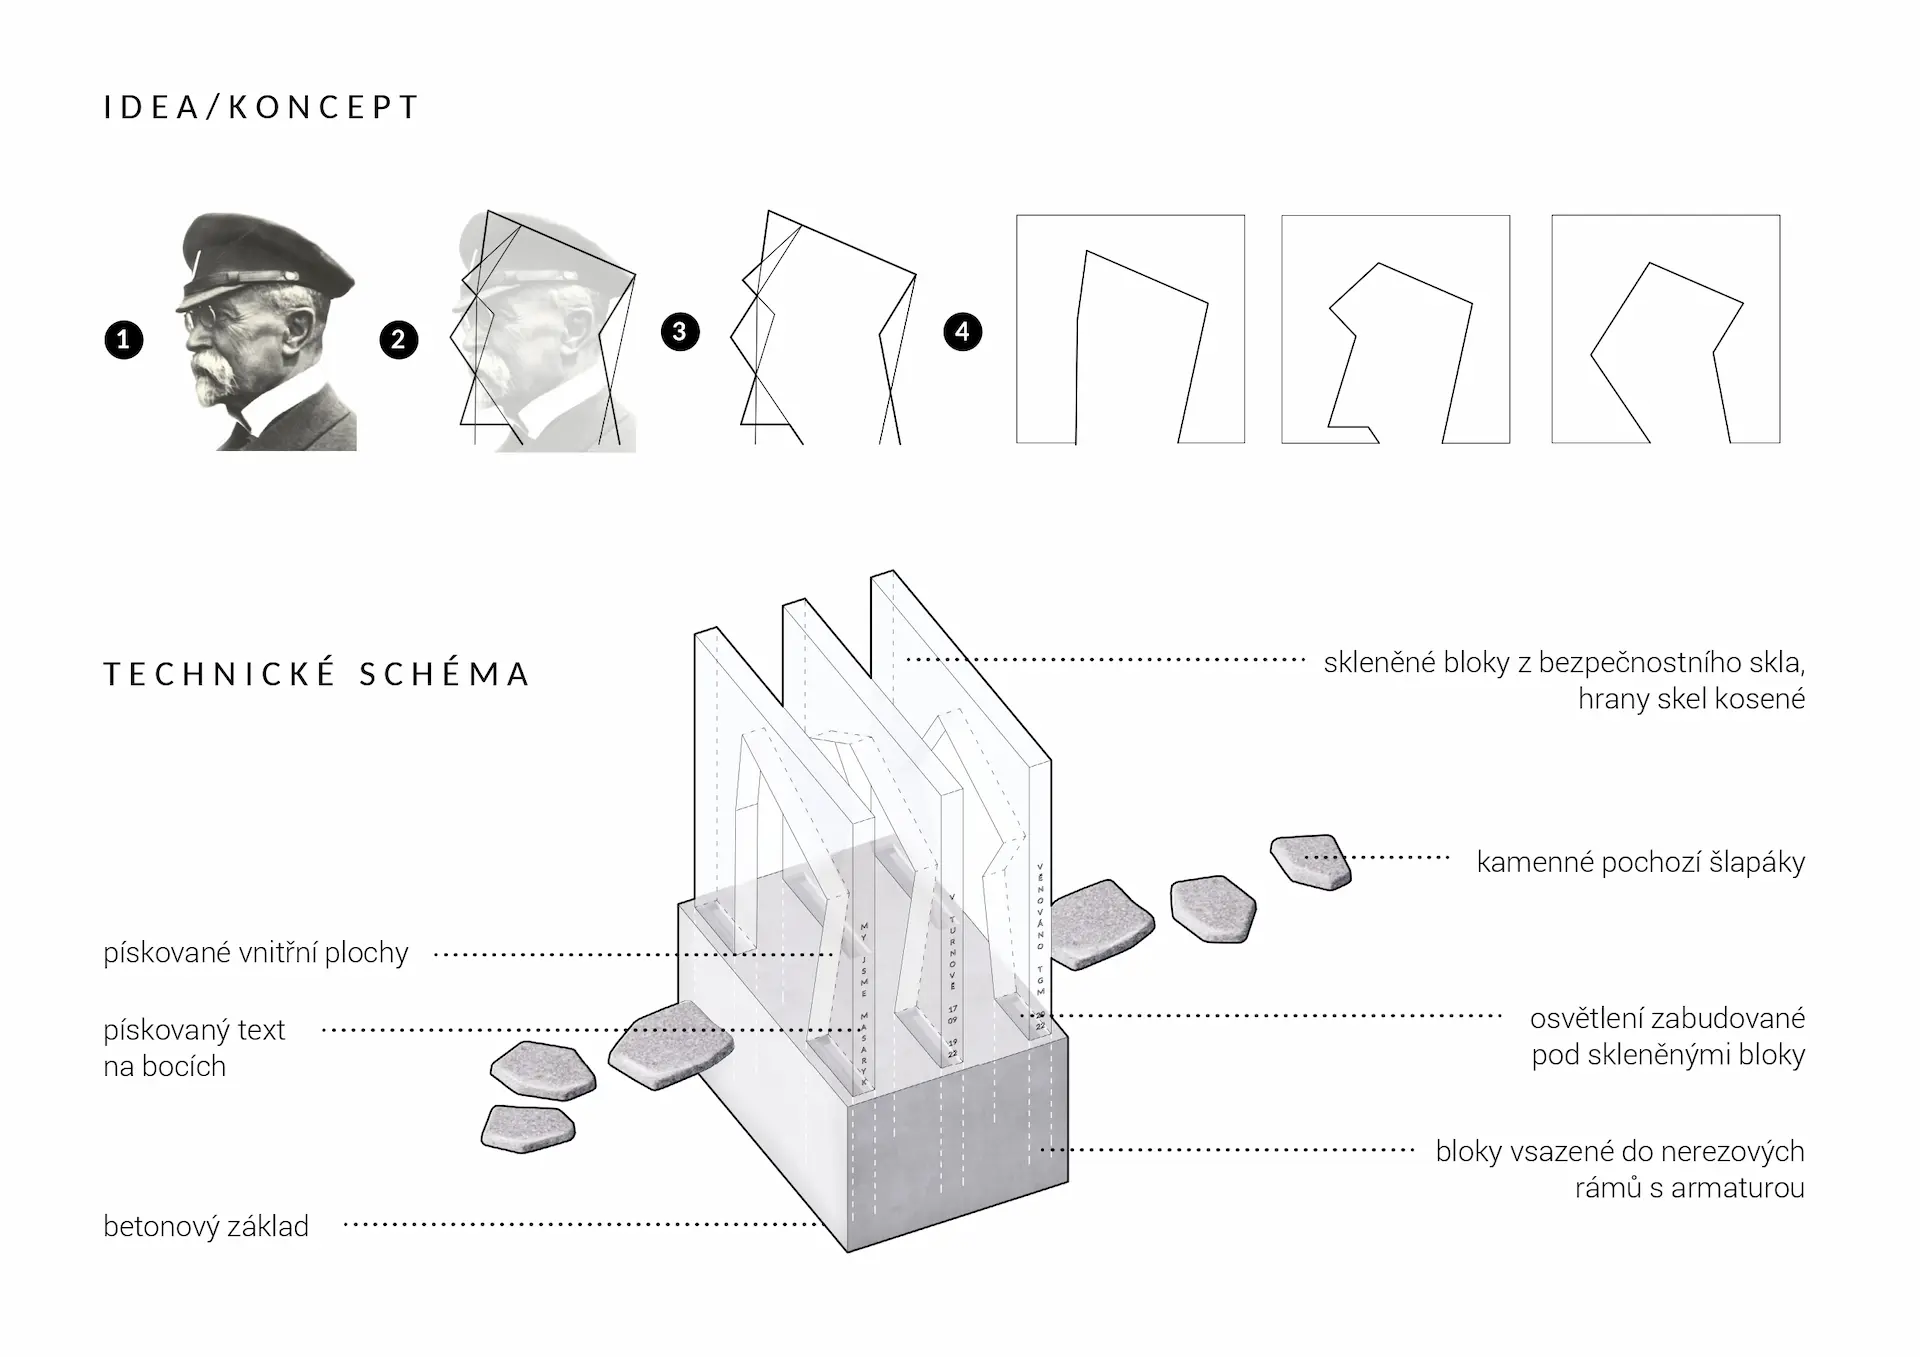 IDEA/KONCEPT
1
2
3
4
TECHNICKÉ SCHÉMA
skleněné bloky z bezpečnostního skla,
hrany skel kosené
kamenné pochozí šlapáky
pískované vnitřní plochy
pískovaný text
na bocích
osvětlení zabudované
pod skleněnými bloky
bloky vsazené do nerezových
rámů s armaturou
betonový základ
MY JSME MASARYK
V TURNOVĚ 17 09 19 22
VĚNOVÁNO TGM 20 22